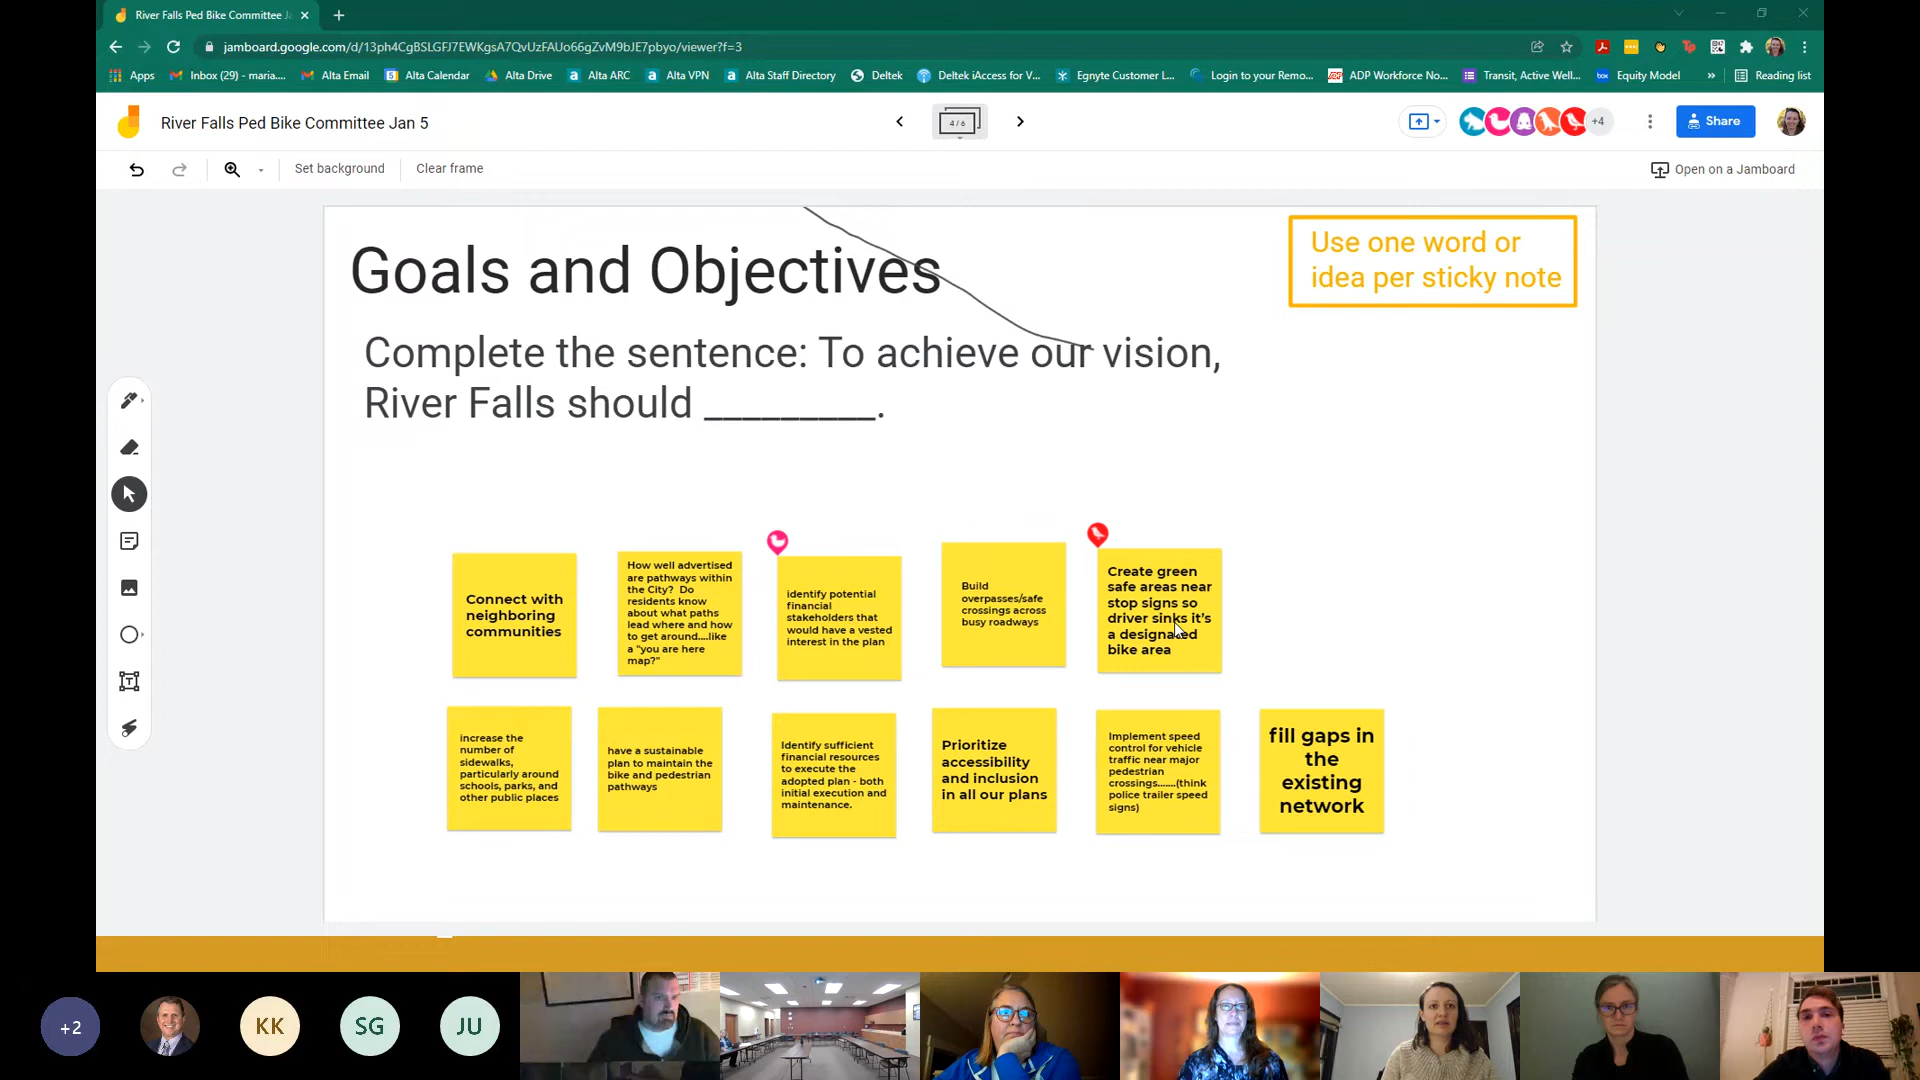 River Falls Ped Bike Committee Ja
jamboard.google.com/d/13ph4CgBSLGFJ7EWKgsA7QvUzFAUo66gZvM9bJE7pbyo/viewer?f=3
Apps Inbox (29) - maria.... Alta Email Alta Calendar Alta Drive Alta ARC Alta VPN Alta Staff Directory Deltek Deltek iAccess for V... Egnyte Customer L... Login to your Remo... ADP Workforce No... Transit, Active Well... Equity Model » Reading list
River Falls Ped Bike Committee Jan 5
4 / 6
+4
Share
Set background
Clear frame
Open on a Jamboard
Goals and Objectives
Use one word or
idea per sticky note
Complete the sentence: To achieve our vision,
River Falls should _________.
Connect with
neighboring
communities
How well advertised
are pathways within
the City? Do
residents know
about what paths
lead where and how
to get around....like
a "you are here
map?"
identify potential
financial
stakeholders that
would have a vested
interest in the plan
Build
overpasses/safe
crossings across
busy roadways
Create green
safe areas near
stop signs so
driver sinks it's
a designated
bike area
increase the
number of
sidewalks,
particularly around
schools, parks, and
other public places
have a sustainable
plan to maintain the
bike and pedestrian
pathways
Identify sufficient
financial resources
to execute the
adopted plan - both
initial execution and
maintenance.
Prioritize
accessibility
and inclusion
in all our plans
Implement speed
control for vehicle
traffic near major
pedestrian
crossings.......(think
police trailer speed
signs)
fill gaps in
the
existing
network
+2
KK
SG
JU